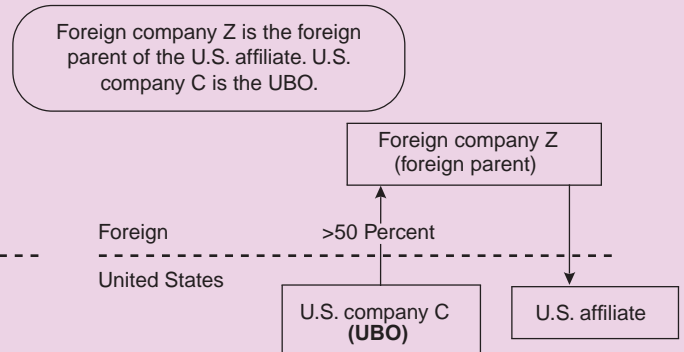 Foreign company Z is the foreign
parent of the U.S. affiliate. U.S.
company C is the UBO.
Foreign company Z
(foreign parent)
Foreign >50 Percent
United States
U.S. company C
(UBO)
U.S. affiliate